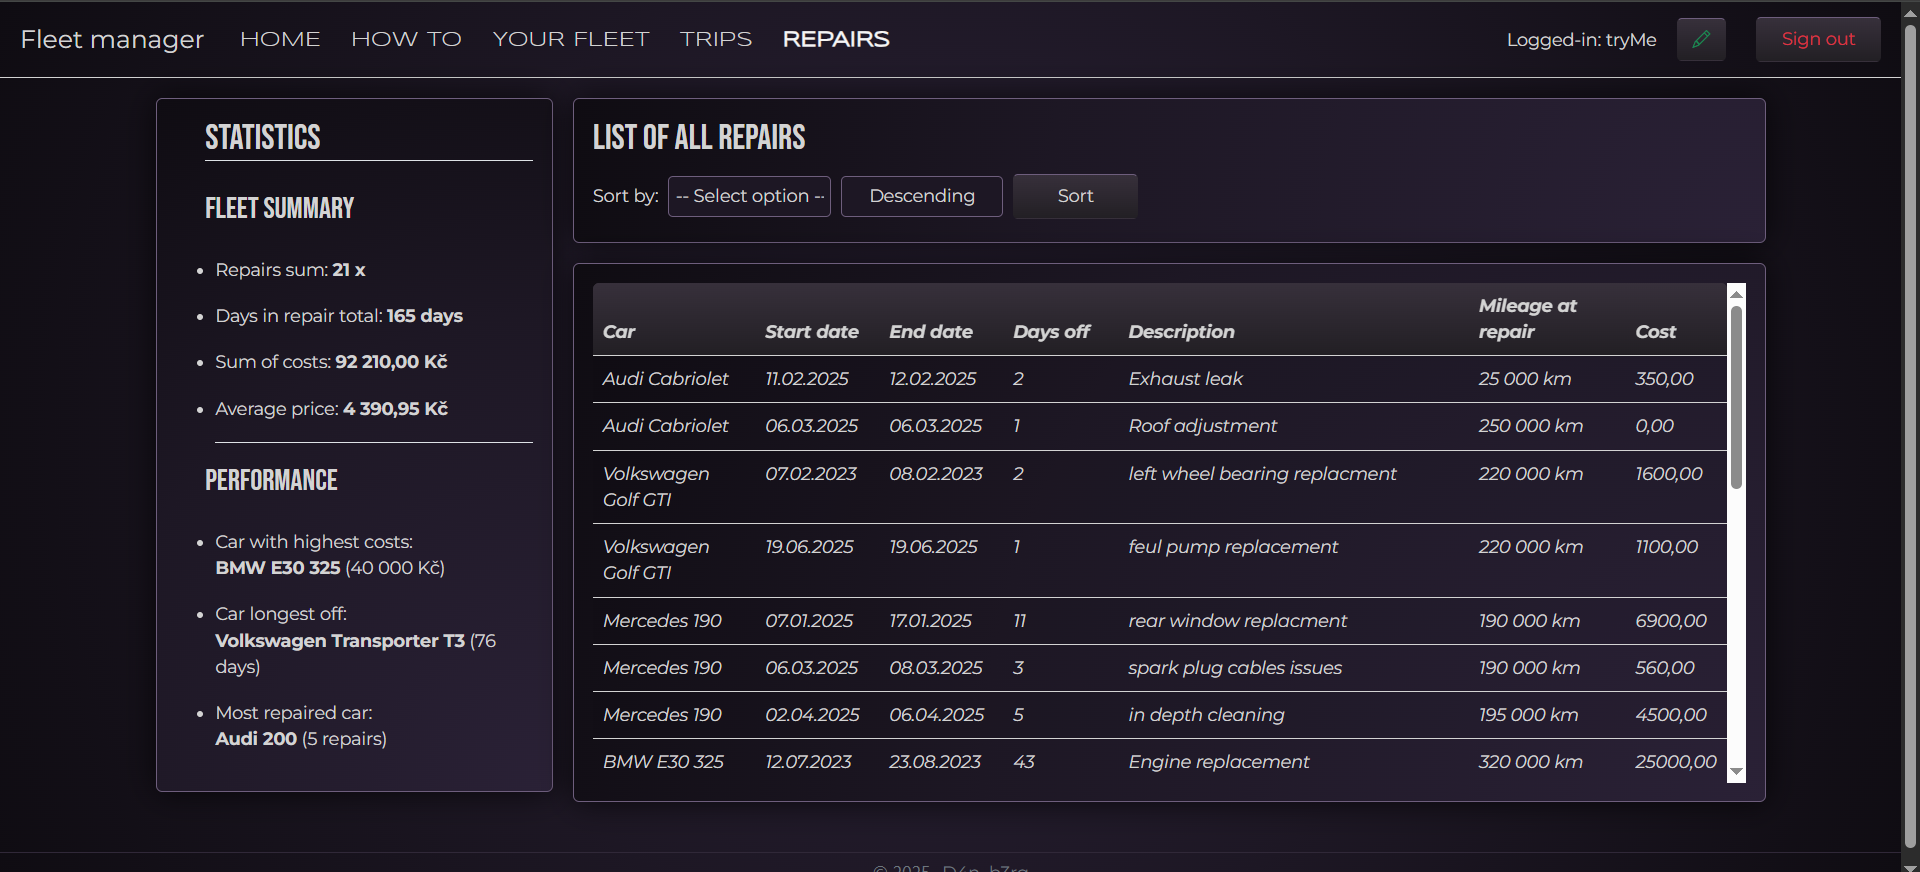 Fleet manager HOME HOW TO YOUR FLEET TRIPS REPAIRS Logged-in: tryMe Sign out
STATISTICS
FLEET SUMMARY
Repairs sum: 21 x
Days in repair total: 165 days
Sum of costs: 92 210,00 Kč
Average price: 4 390,95 Kč
PERFORMANCE
Car with highest costs:
BMW E30 325 (40 000 Kč)
Car longest off:
Volkswagen Transporter T3 (76
days)
Most repaired car:
Audi 200 (5 repairs)
LIST OF ALL REPAIRS
Sort by: -- Select option -- Descending Sort
Car Start date End date Days off Description Mileage at
repair Cost
Audi Cabriolet 11.02.2025 12.02.2025 2 Exhaust leak 25 000 km 350,00
Audi Cabriolet 06.03.2025 06.03.2025 1 Roof adjustment 250 000 km 0,00
Volkswagen
Golf GTI 07.02.2023 08.02.2023 2 left wheel bearing replacment 220 000 km 1600,00
Volkswagen
Golf GTI 19.06.2025 19.06.2025 1 feul pump replacement 220 000 km 1100,00
Mercedes 190 07.01.2025 17.01.2025 11 rear window replacment 190 000 km 6900,00
Mercedes 190 06.03.2025 08.03.2025 3 spark plug cables issues 190 000 km 560,00
Mercedes 190 02.04.2025 06.04.2025 5 in depth cleaning 195 000 km 4500,00
BMW E30 325 12.07.2023 23.08.2023 43 Engine replacement 320 000 km 25000,00
© 2025